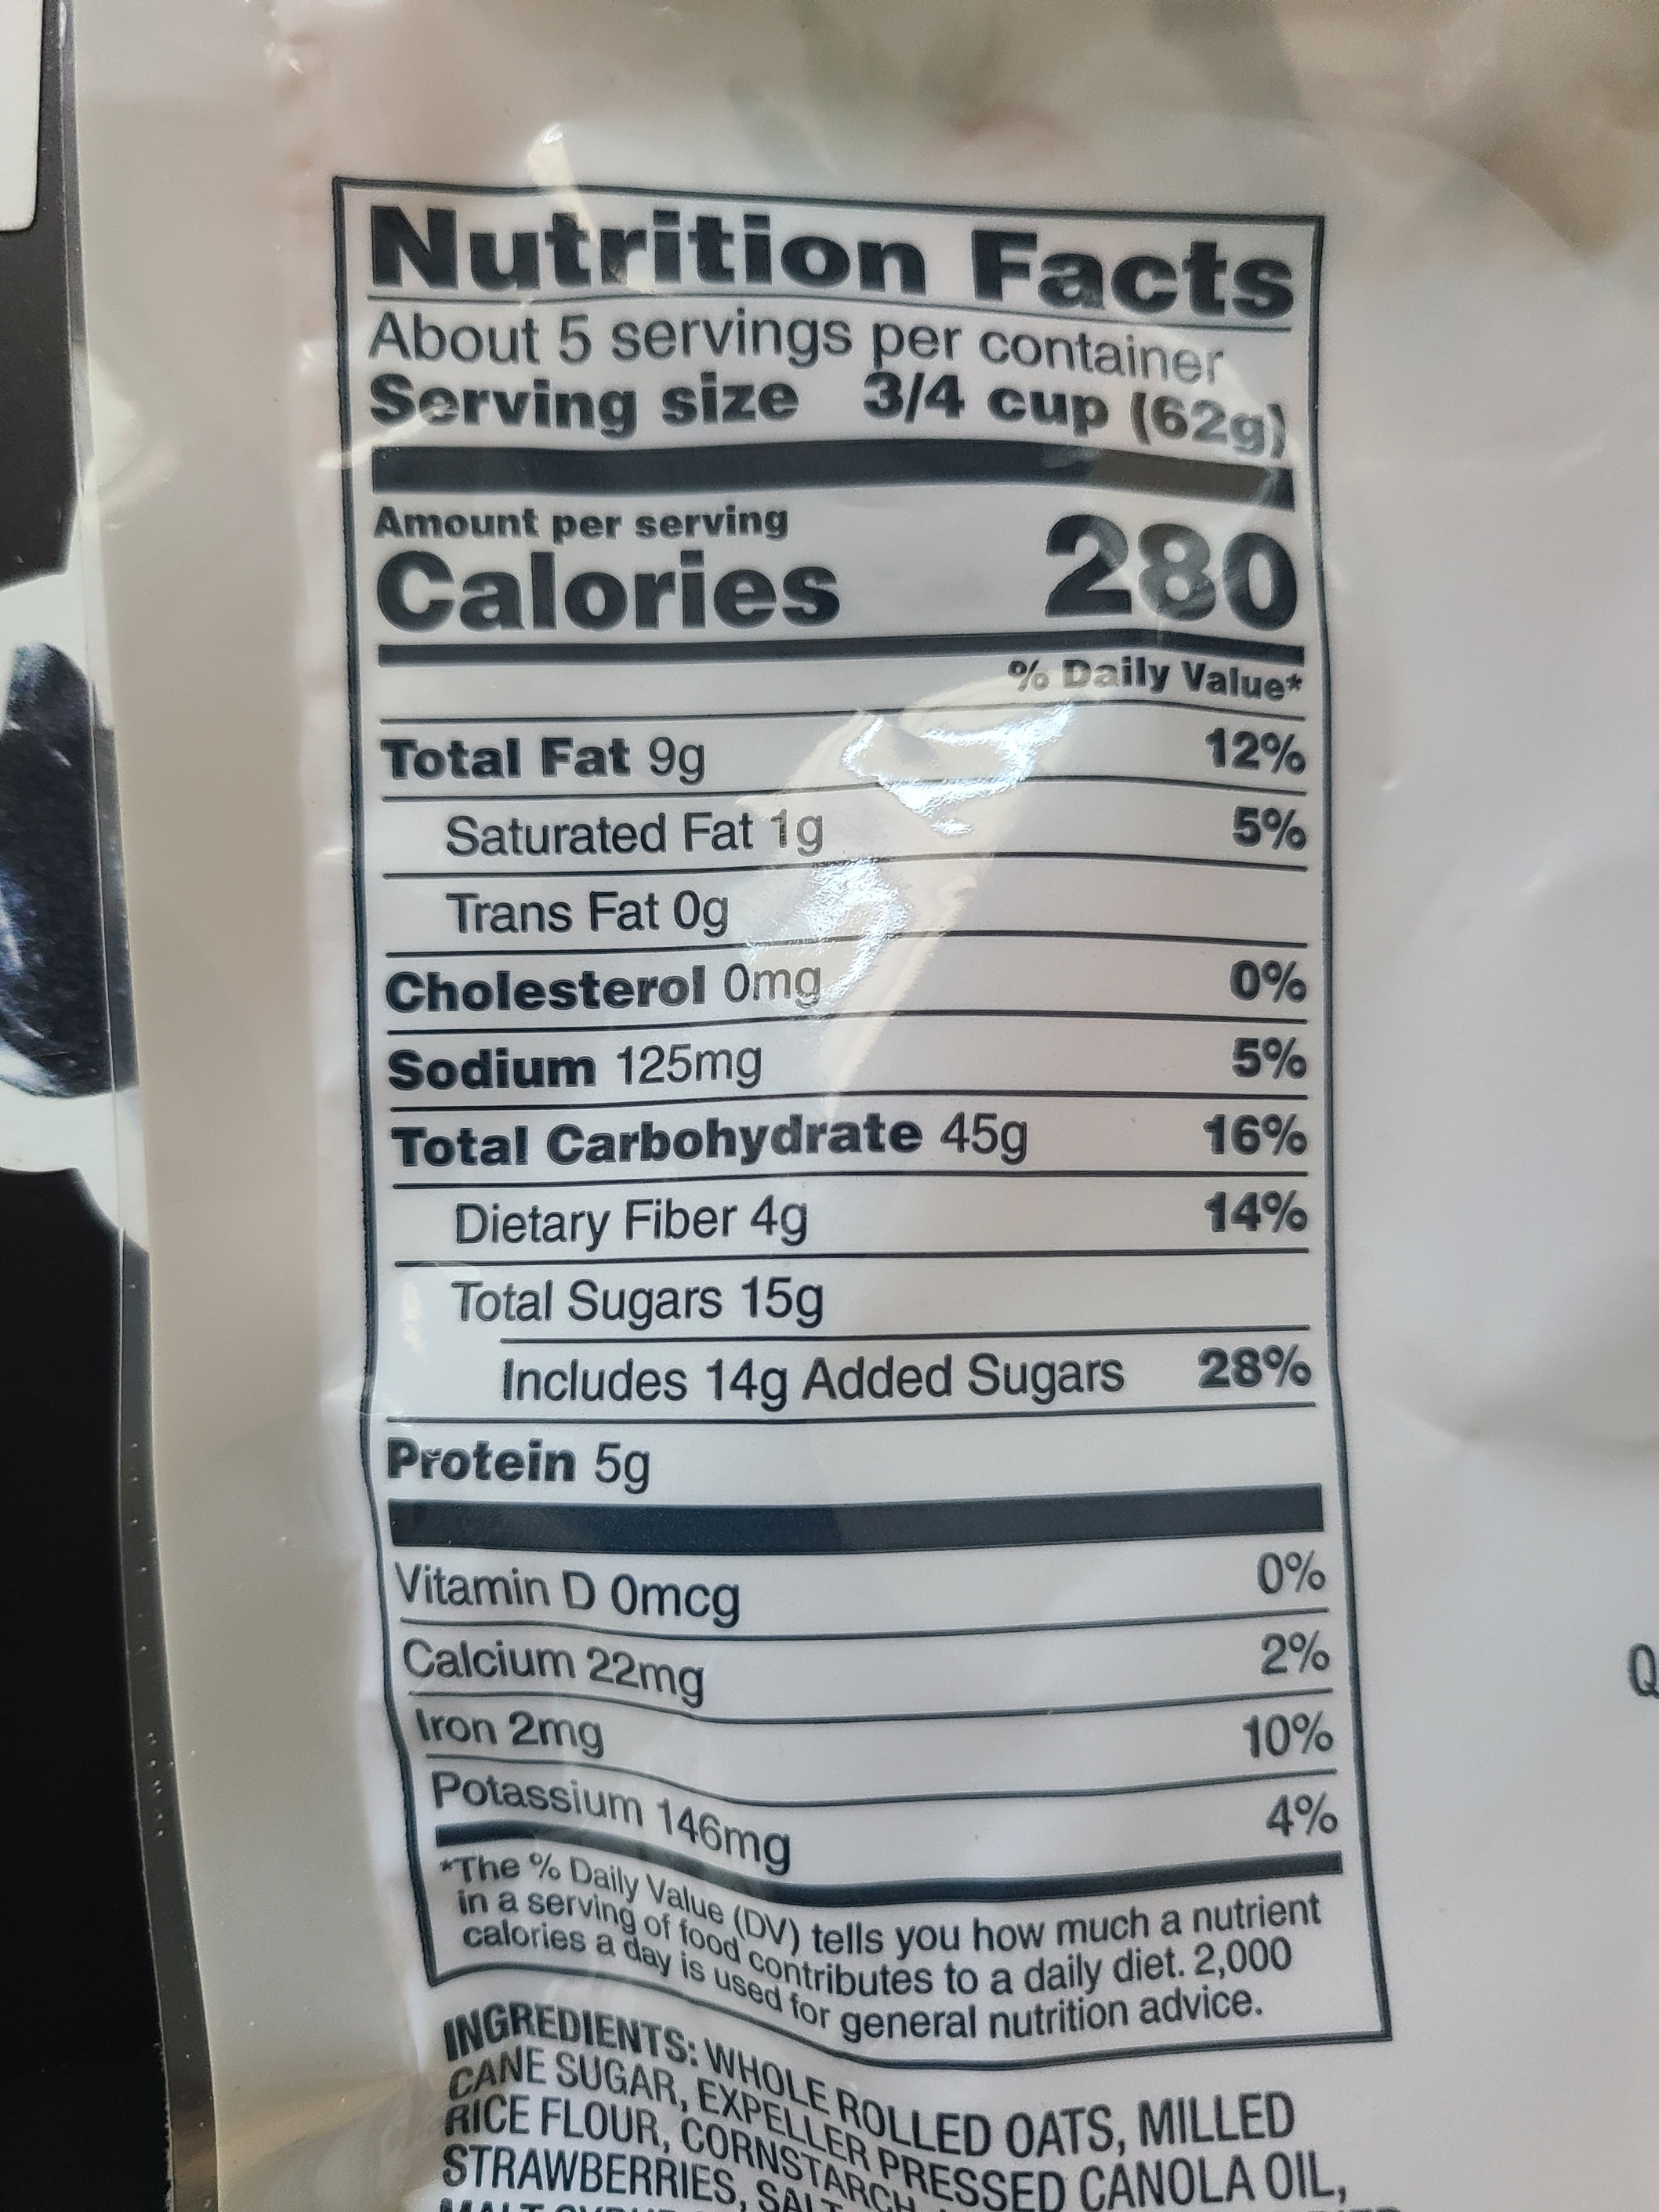 Nutrition Facts
About 5 servings per container
Serving size 3/4 cup (62g)
Amount per serving
Calories 280
% Daily Value*
Total Fat 9g 12%
Saturated Fat 1g 5%
Trans Fat 0g
Cholesterol 0mg 0%
Sodium 125mg 5%
Total Carbohydrate 45g 16%
Dietary Fiber 4g 14%
Total Sugars 15g
Includes 14g Added Sugars 28%
Protein 5g
Vitamin D 0mcg 0%
Calcium 22mg 2%
Iron 2mg 10%
Potassium 146mg 4%
*The % Daily Value (DV) tells you how much a nutrient
in a serving of food contributes to a daily diet. 2,000
calories a day is used for general nutrition advice.
INGREDIENTS: WHOLE ROLLED OATS, MILLED
CANE SUGAR, EXPELLER PRESSED CANOLA OIL,
RICE FLOUR, CORNSTARCH,
STRAWBERRIES, SALT
Q